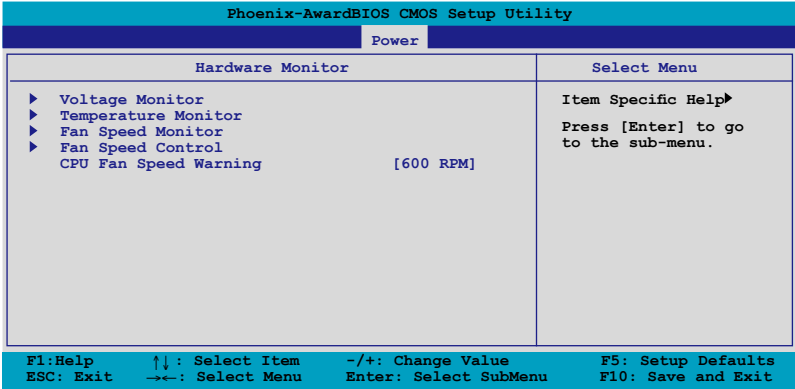 Phoenix-AwardBIOS CMOS Setup Utility
Power
Hardware Monitor
Select Menu
Voltage Monitor
Temperature Monitor
Fan Speed Monitor
Fan Speed Control
CPU Fan Speed Warning [600 RPM]
Item Specific Help
Press [Enter] to go
to the sub-menu.
F1:Help ↑↓: Select Item -/+: Change Value F5: Setup Defaults
ESC: Exit →←: Select Menu Enter: Select SubMenu F10: Save and Exit